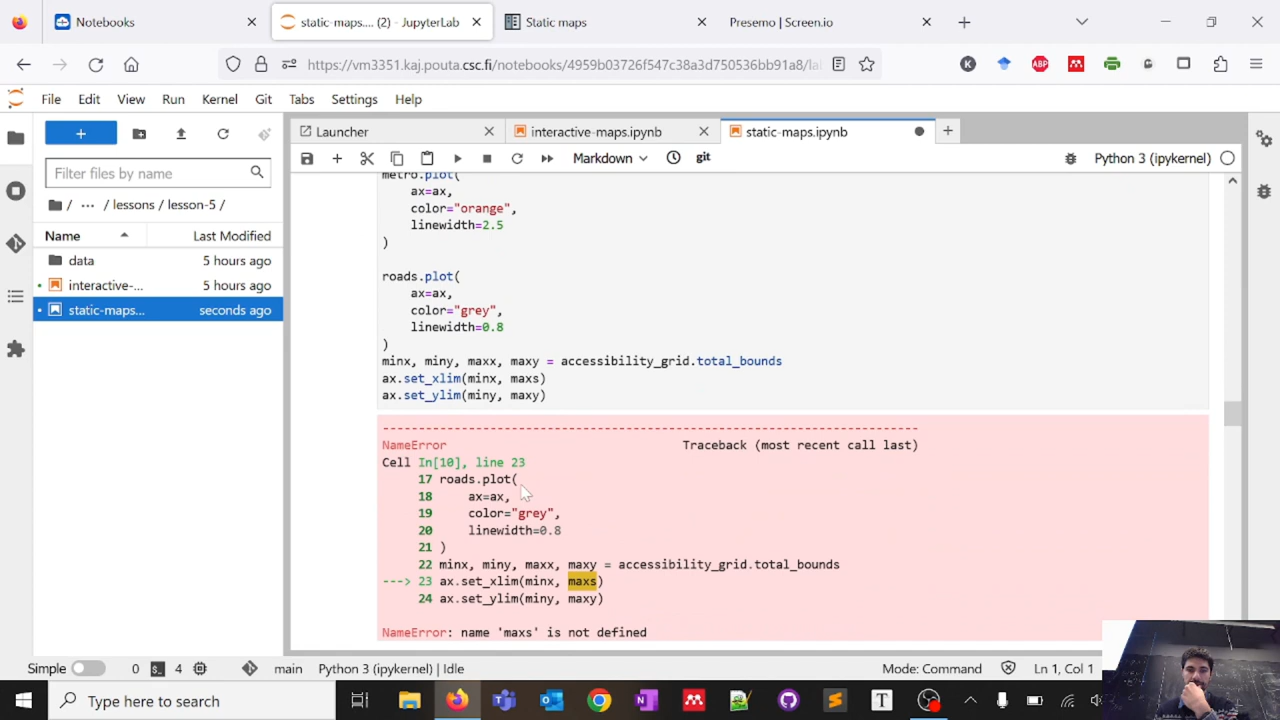 Notebooks
static-maps.... (2) - JupyterLab
Static maps
Presemo | Screen.io
https://vm3351.kaj.pouta.csc.fi/notebooks/4959b03726f547c38a3d750536bb91a8/la
K
ABP
File Edit View Run Kernel Git Tabs Settings Help
Launcher
interactive-maps.ipynb
static-maps.ipynb
Markdown
git
Python 3 (ipykernel)
Filter files by name
/ ... / lessons / lesson-5 /
Name Last Modified
data 5 hours ago
interactive-... 5 hours ago
static-maps... seconds ago
metro.plot(
ax=ax,
color="orange",
linewidth=2.5
)
roads.plot(
ax=ax,
color="grey",
linewidth=0.8
)
minx, miny, maxx, maxy = accessibility_grid.total_bounds
ax.set_xlim(minx, maxs)
ax.set_ylim(miny, maxy)
---------------------------------------------------------------------------
NameError Traceback (most recent call last)
Cell In[10], line 23
17 roads.plot(
18 ax=ax,
19 color="grey",
20 linewidth=0.8
21 )
22 minx, miny, maxx, maxy = accessibility_grid.total_bounds
---> 23 ax.set_xlim(minx, maxs)
24 ax.set_ylim(miny, maxy)
NameError: name 'maxs' is not defined
Simple 0 4 main Python 3 (ipykernel) | Idle Mode: Command Ln 1, Col 1
Type here to search